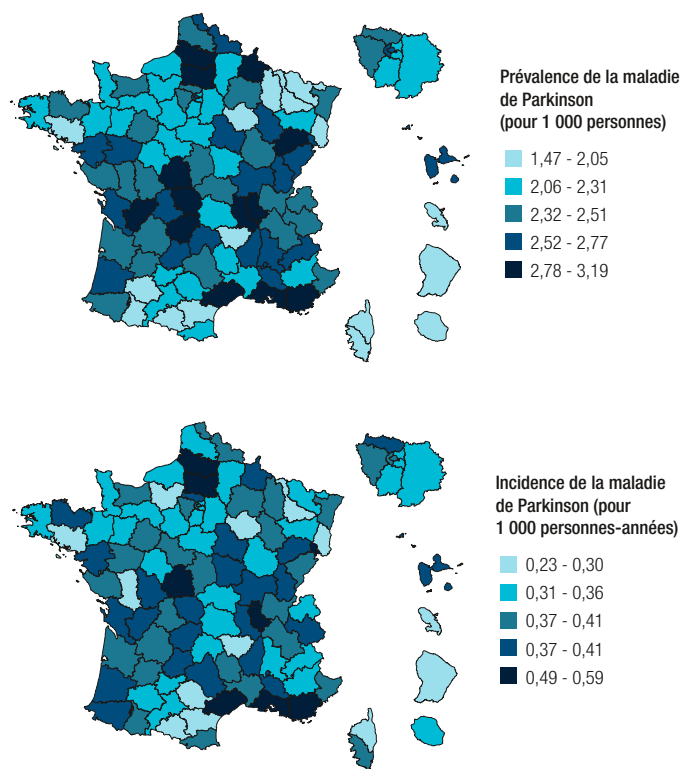 Prévalence de la maladie
de Parkinson
(pour 1 000 personnes)
1,47 - 2,05
2,06 - 2,31
2,32 - 2,51
2,52 - 2,77
2,78 - 3,19
Incidence de la maladie
de Parkinson (pour
1 000 personnes-années)
0,23 - 0,30
0,31 - 0,36
0,37 - 0,41
0,37 - 0,41
0,49 - 0,59